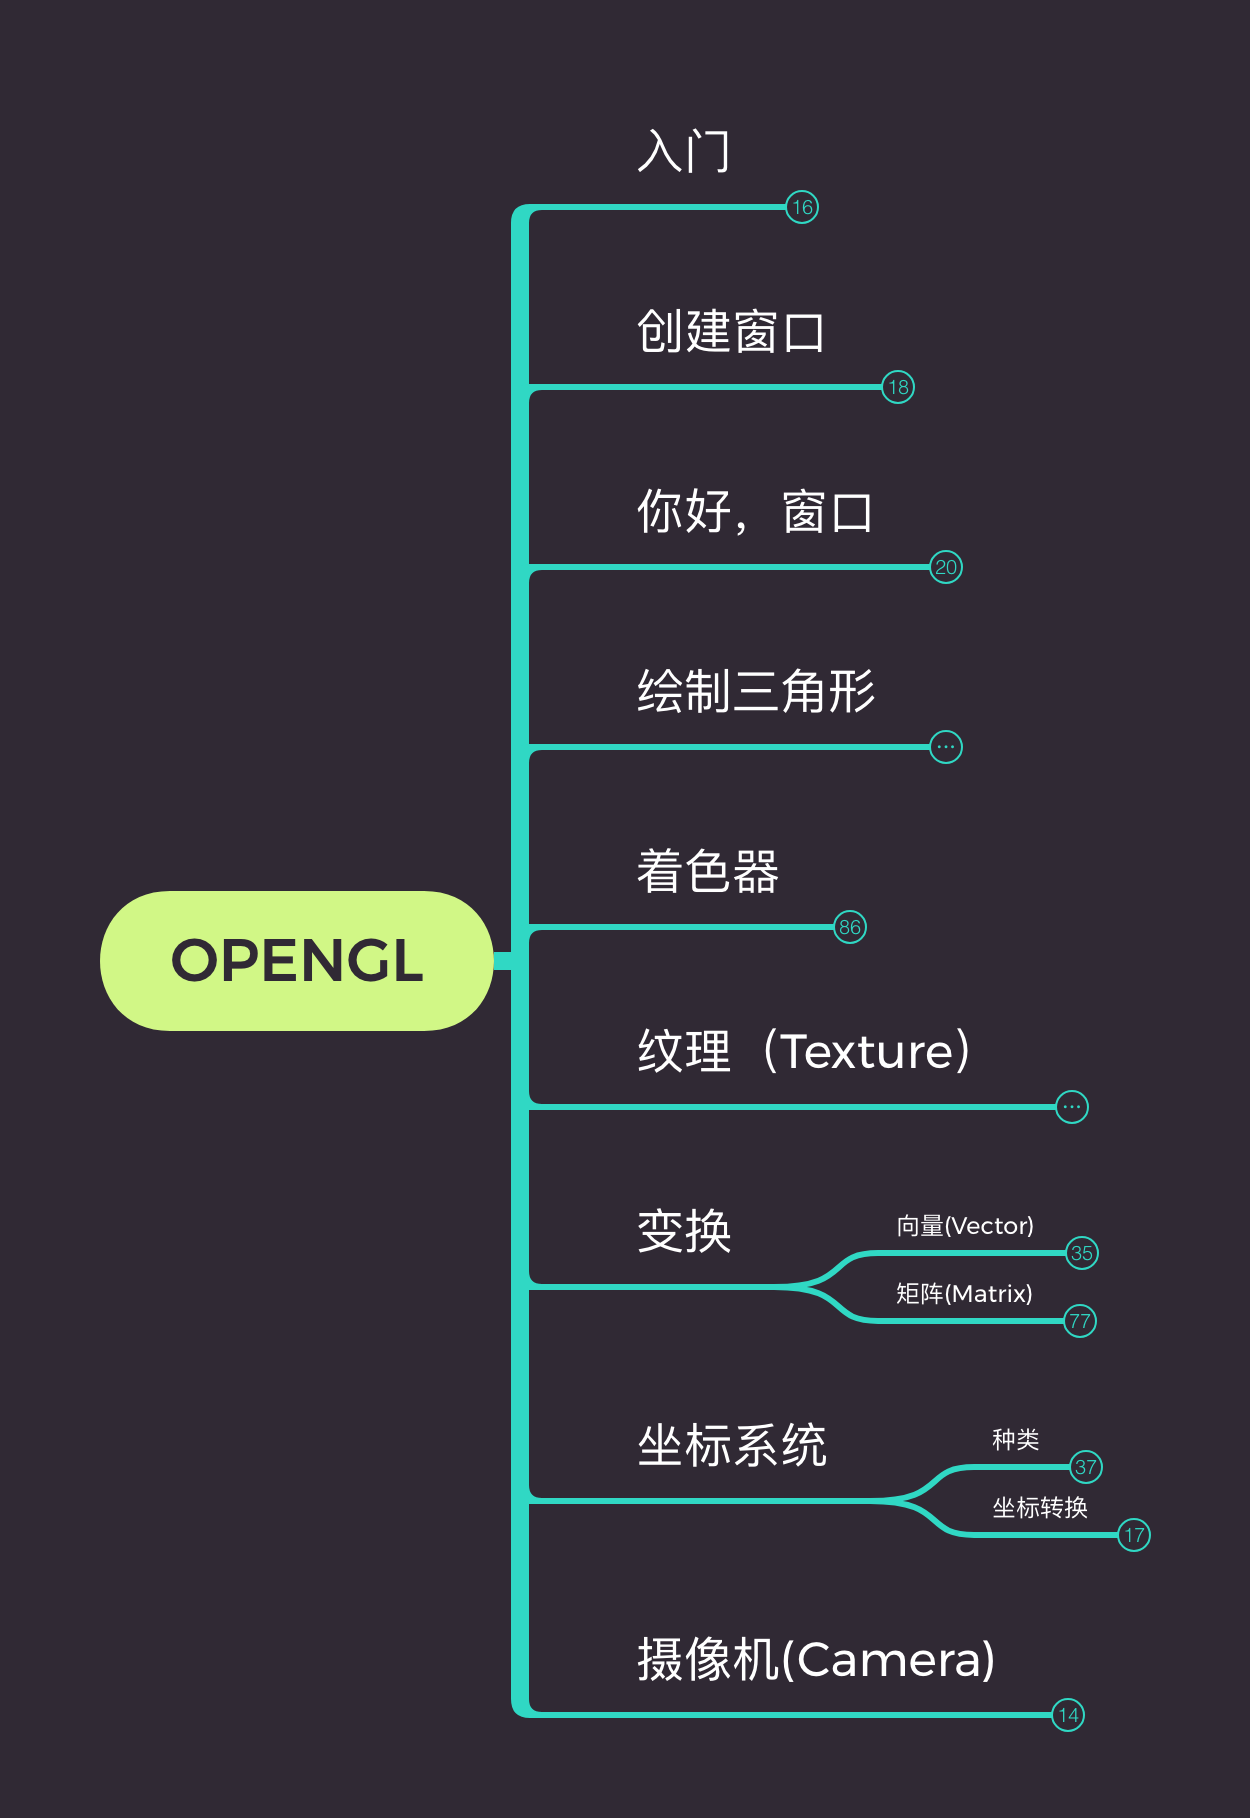 入门
16
创建窗口
18
你好，窗口
20
绘制三角形
...
着色器
86
OPENGL
纹理（Texture）
...
变换
向量(Vector)
35
矩阵(Matrix)
77
坐标系统
种类
37
坐标转换
17
摄像机(Camera)
14